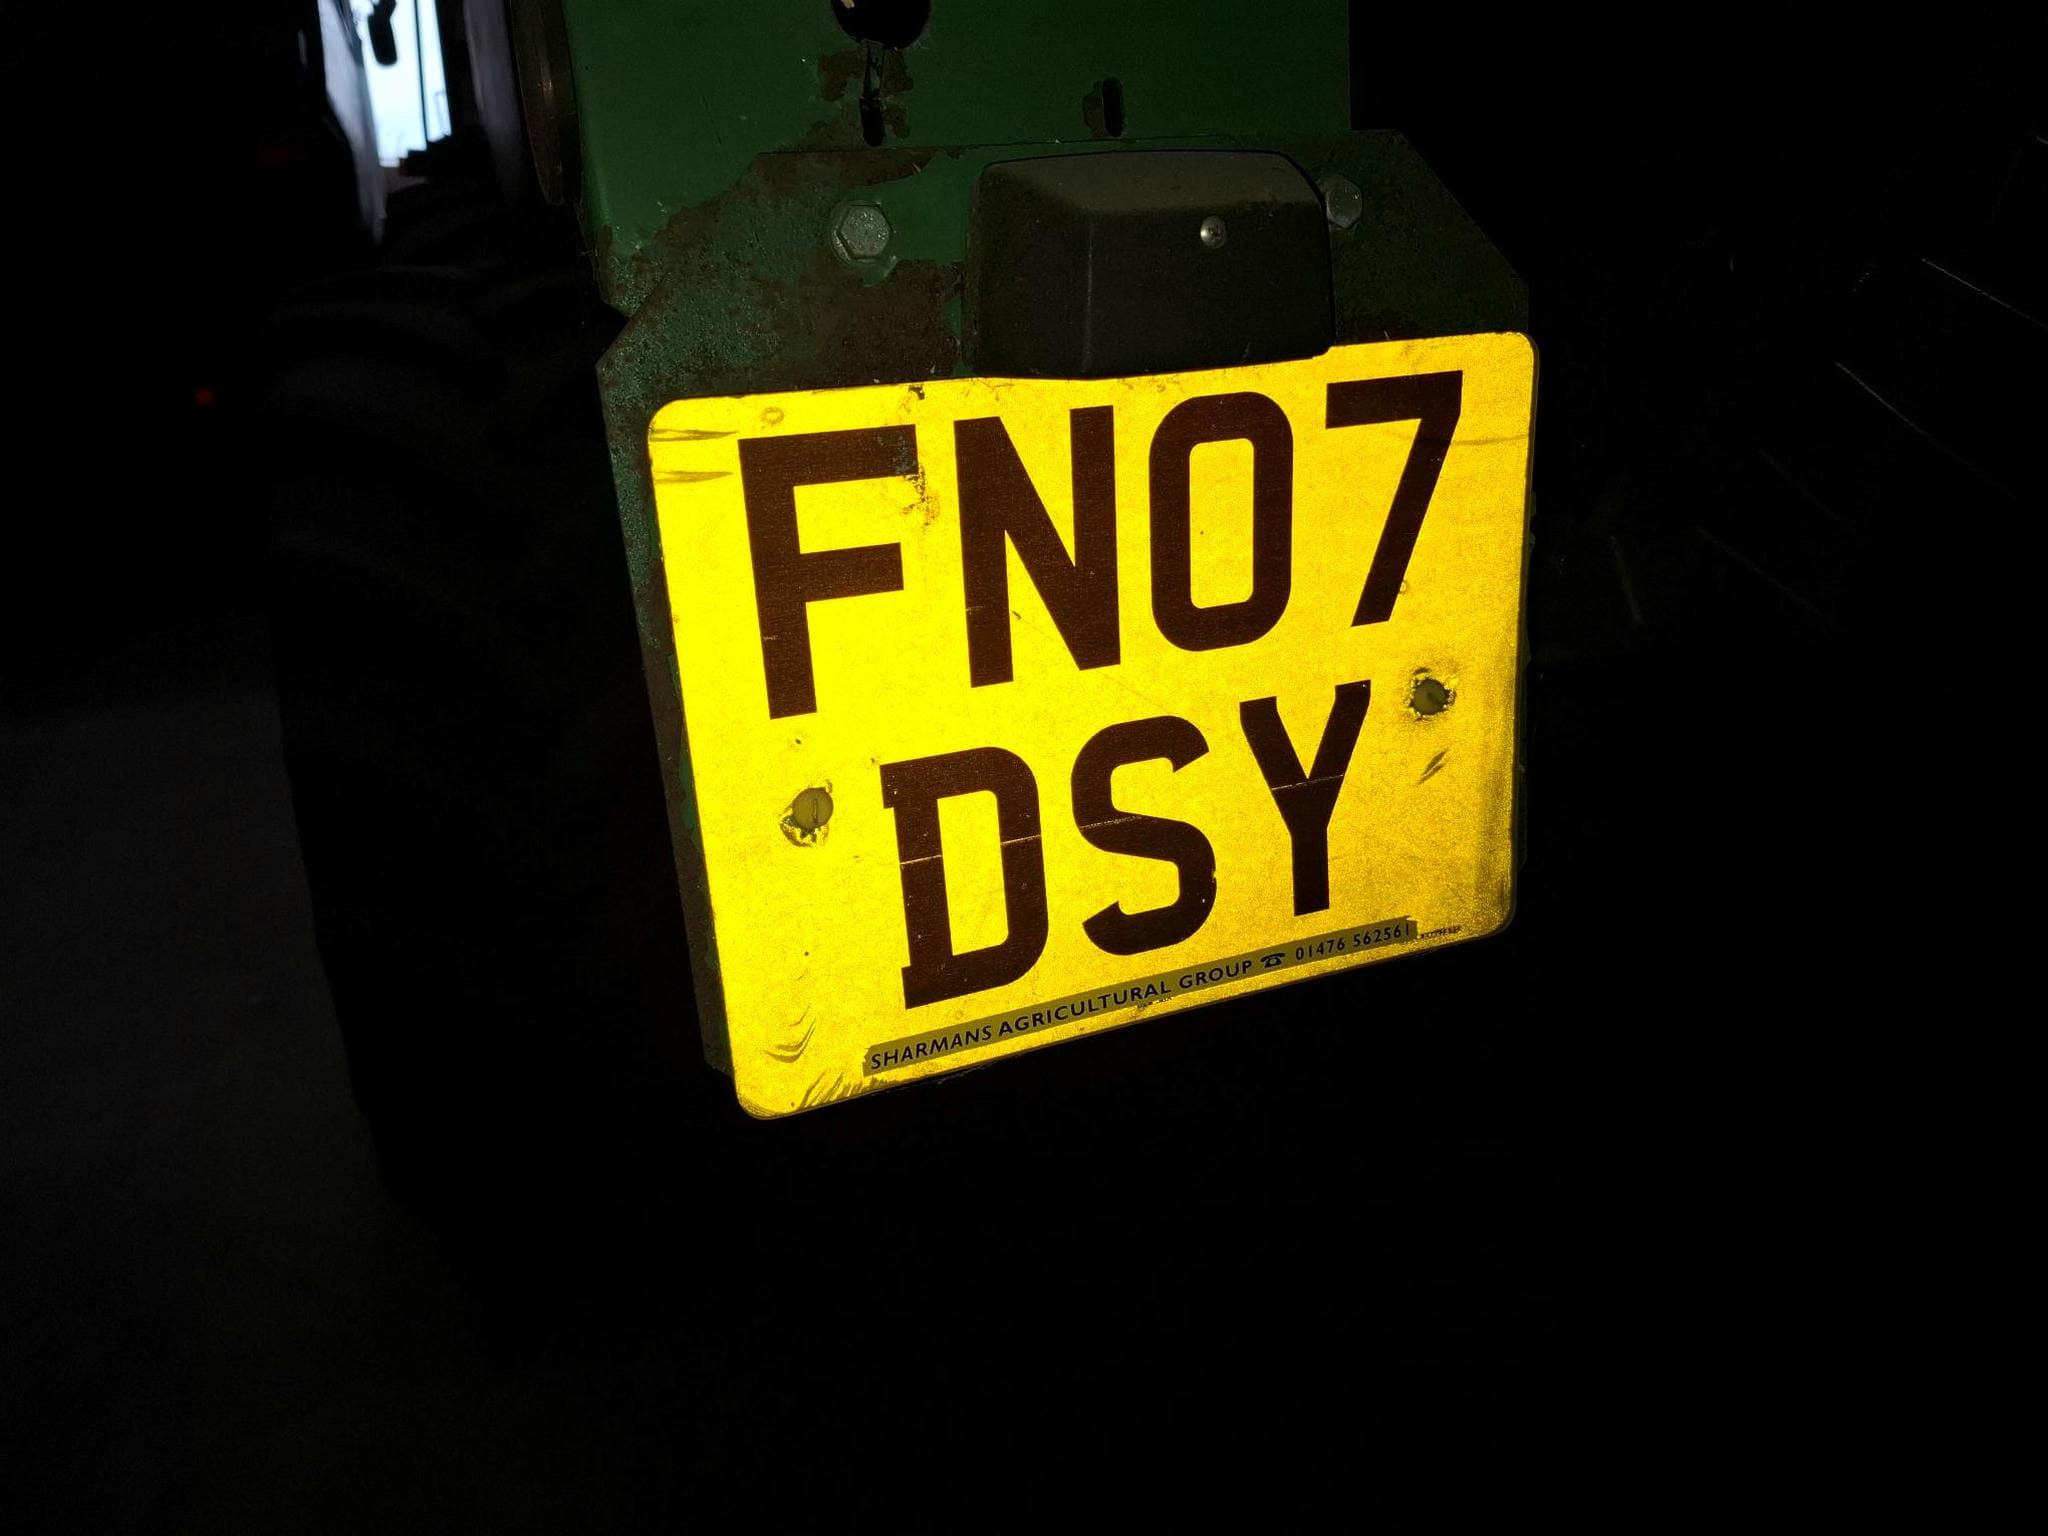 FN07
DSY
SHARMANS AGRICULTURAL GROUP ☎ 01476 562561